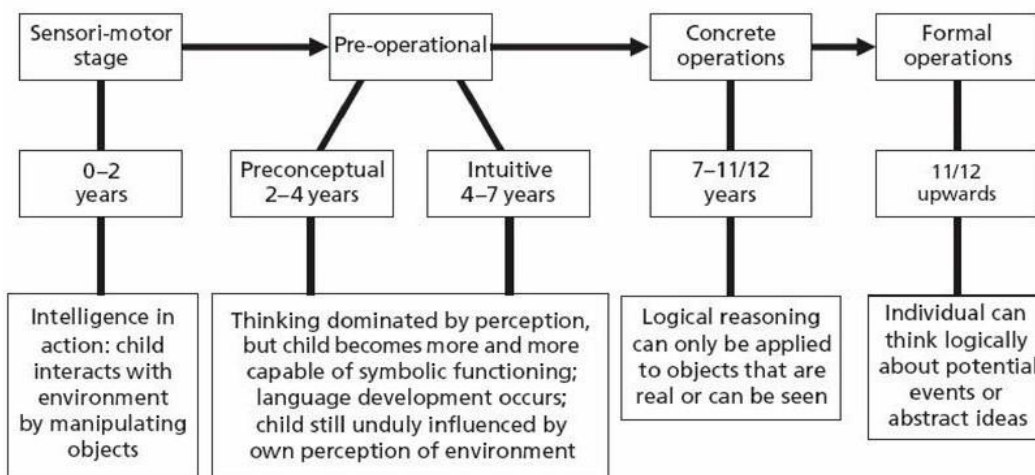 Sensori-motor
stage
Pre-operational
Concrete
operations
Formal
operations
0–2
years
Preconceptual
2–4 years
Intuitive
4–7 years
7–11/12
years
11/12
upwards
Intelligence in
action: child
interacts with
environment
by manipulating
objects
Thinking dominated by perception,
but child becomes more and more
capable of symbolic functioning;
language development occurs;
child still unduly influenced by
own perception of environment
Logical reasoning
can only be applied
to objects that are
real or can be seen
Individual can
think logically
about potential
events or
abstract ideas